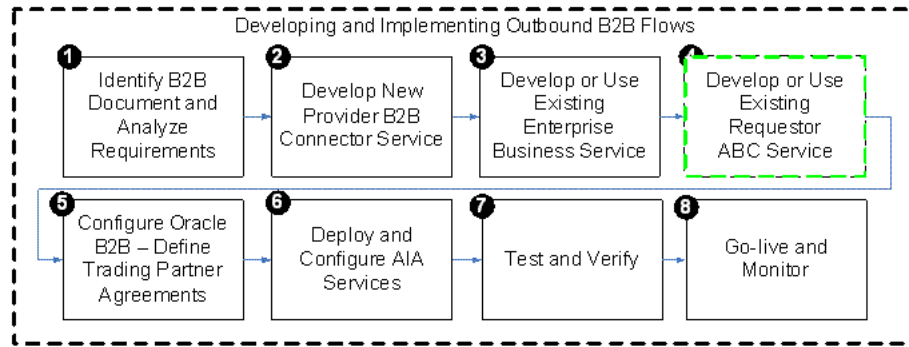 Developing and Implementing Outbound B2B Flows
1
Identify B2B
Document and
Analyze
Requirements
2
Develop New
Provider B2B
Connector Service
3
Develop or Use
Existing
Enterprise
Business Service
4
Develop or Use
Existing
Requestor
ABC Service
5
Configure Oracle
B2B – Define
Trading Partner
Agreements
6
Deploy and
Configure AIA
Services
7
Test and Verify
8
Go-live and
Monitor